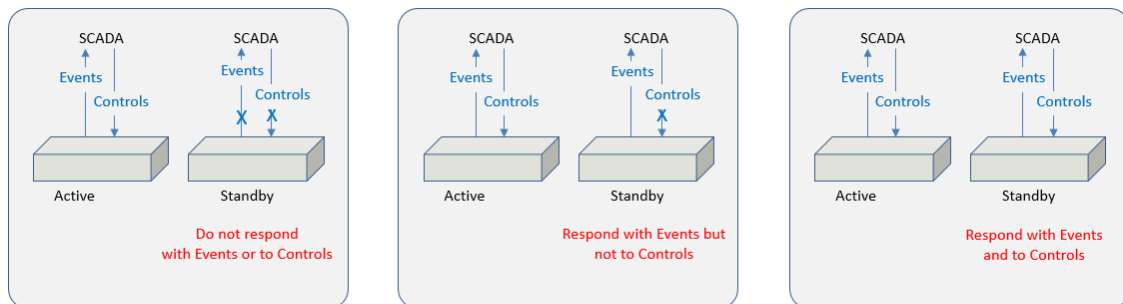 SCADA SCADA
Events Events
Controls Controls
X X
Active Standby
Do not respond
with Events or to Controls
SCADA SCADA
Events Events
Controls Controls
X
Active Standby
Respond with Events but
not to Controls
SCADA SCADA
Events Events
Controls Controls
Active Standby
Respond with Events
and to Controls